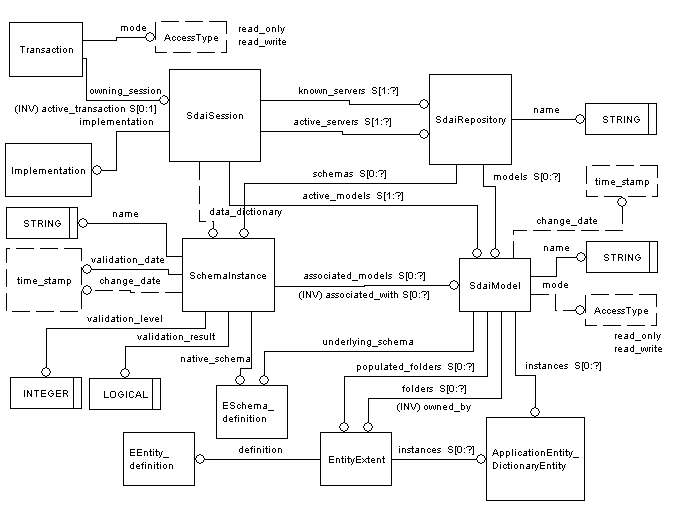 mode
Transaction
AccessType
read_only
read_write
owning_session
(INV) active_transaction S[0:1]
implementation
SdaiSession
known_servers S[1:?]
active_servers S[1:?]
SdaiRepository
name
STRING
Implementation
schemas S[0:?]
models S[0:?]
active_models S[1:?]
data_dictionary
time_stamp
change_date
STRING
name
validation_date
time_stamp
change_date
SchemaInstance
associated_models S[0:?]
(INV) associated_with S[0:?]
SdaiModel
name
STRING
mode
AccessType
read_only
read_write
validation_level
validation_result
native_schema
underlying_schema
populated_folders S[0:?]
folders S[0:?]
(INV) owned_by
instances S[0:?]
INTEGER
LOGICAL
ESchema_
definition
EEntity_
definition
definition
EntityExtent
instances S[0:?]
ApplicationEntity_
DictionaryEntity